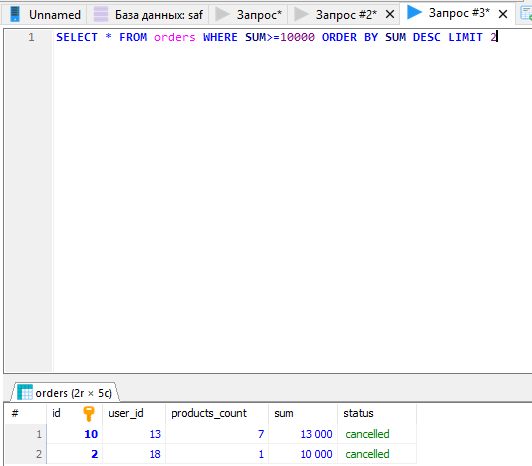 Unnamed База данных: saf Запрос* Запрос #2* Запрос #3*
1 SELECT * FROM orders WHERE SUM>=10000 ORDER BY SUM DESC LIMIT 2
orders (2r × 5c)
# id user_id products_count sum status
1 10 13 7 13 000 cancelled
2 2 18 1 10 000 cancelled